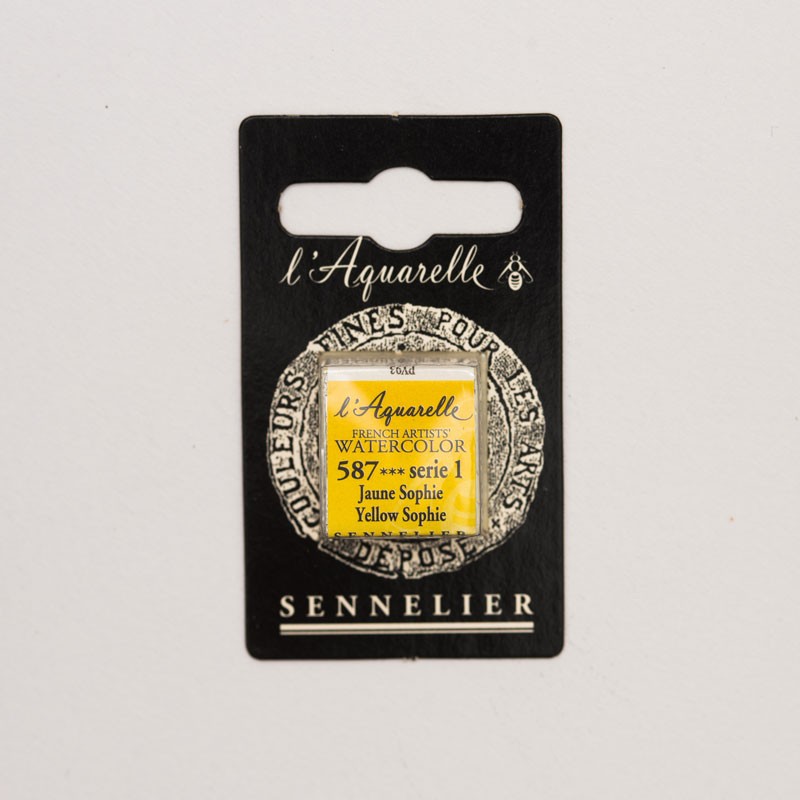 l'Aquarelle
COULEURS FINES POUR LES ARTS
DÉPOSÉ
PY93
l'Aquarelle
FRENCH ARTISTS'
WATERCOLOR
587*** serie 1
Jaune Sophie
Yellow Sophie
SENNELIER
SENNELIER